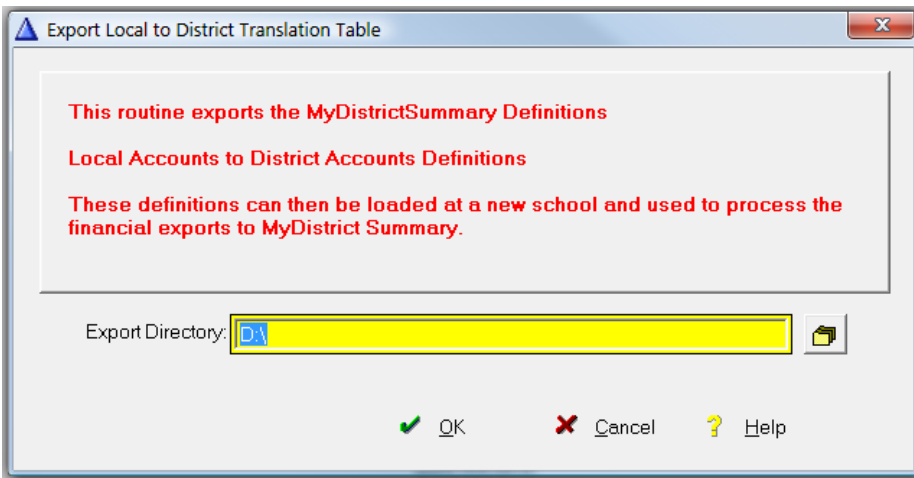 Export Local to District Translation Table
This routine exports the MyDistrictSummary Definitions
Local Accounts to District Accounts Definitions
These definitions can then be loaded at a new school and used to process the
financial exports to MyDistrict Summary.
Export Directory: D:\
OK Cancel Help